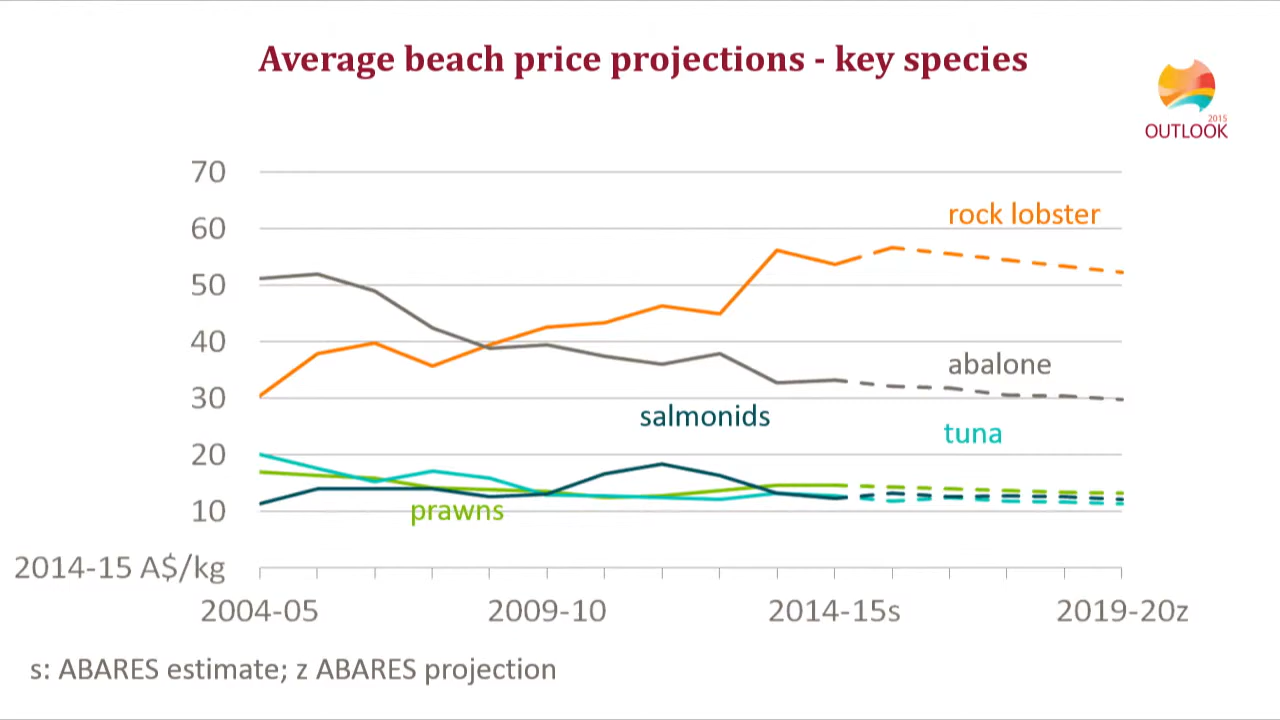 Average beach price projections - key species
2015
OUTLOOK
70
rock lobster
60
50
40
abalone
30
salmonids
tuna
20
prawns
10
2014-15 A$/kg
2004-05 2009-10 2014-15s 2019-20z
s: ABARES estimate; z ABARES projection